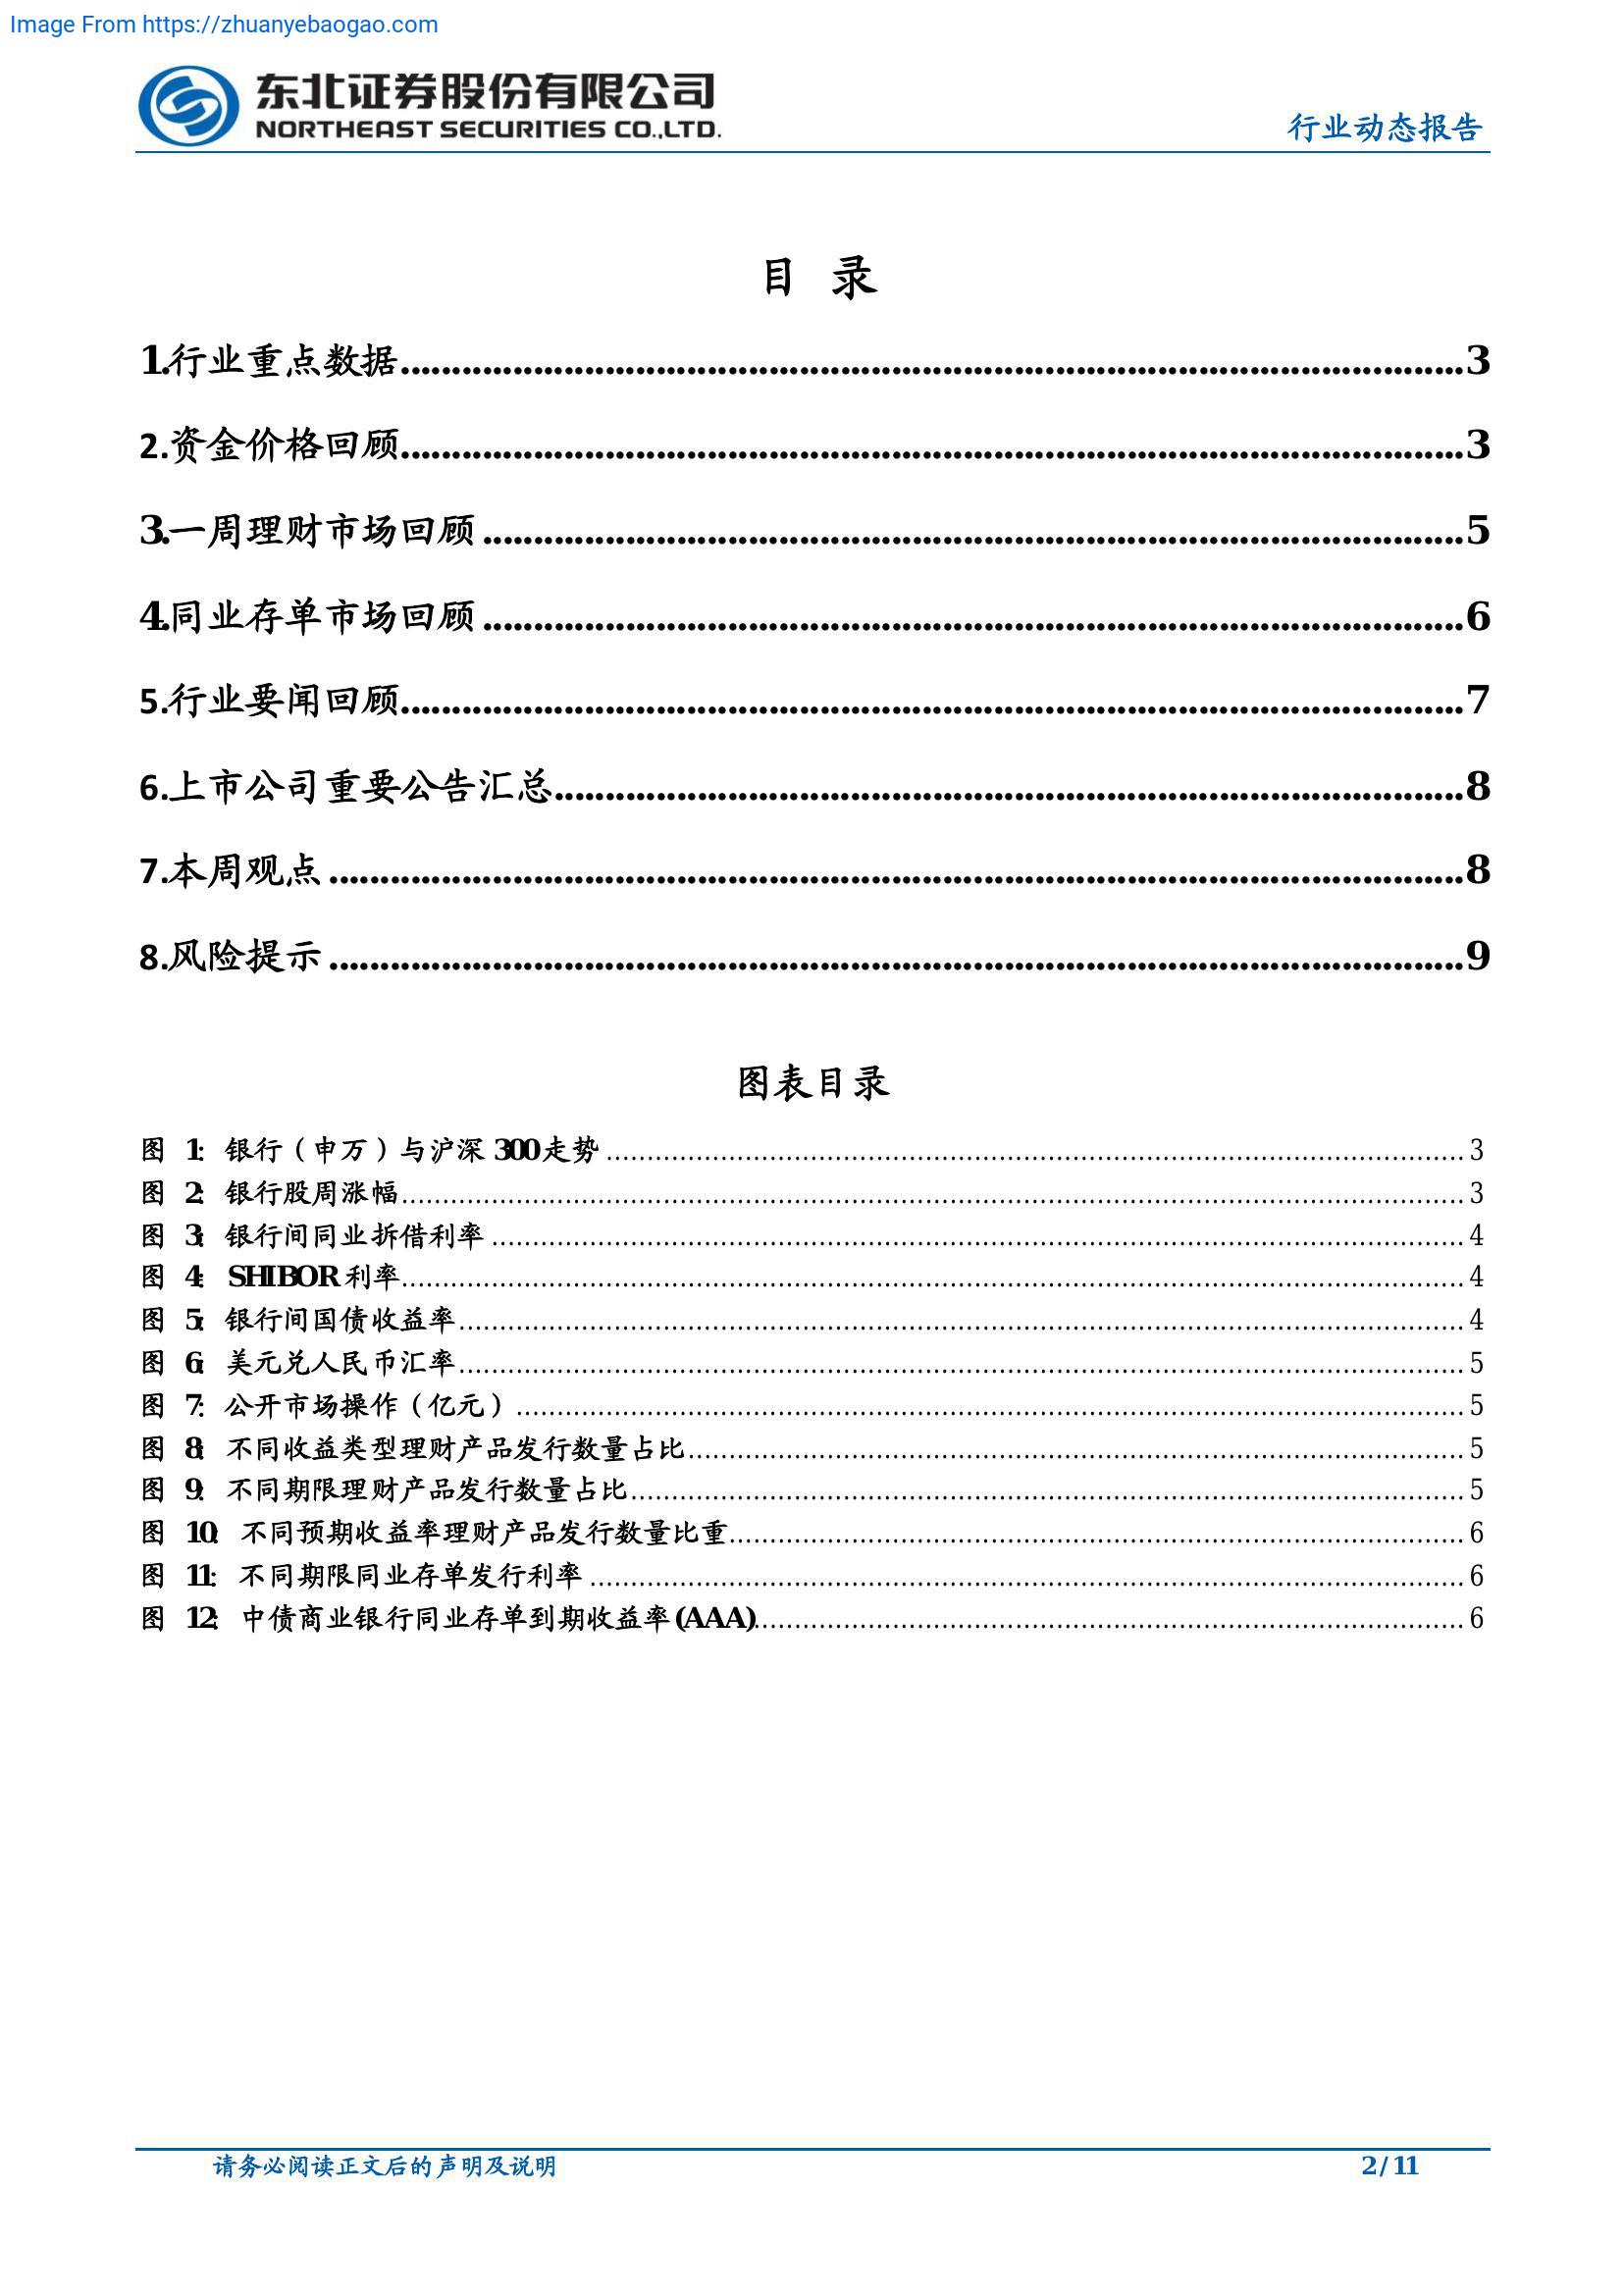 Image From https://zhuanyebaogao.com
东北证券股份有限公司
NORTHEAST SECURITIES CO.,LTD.
行业动态报告
目 录
1.行业重点数据 3
2.资金价格回顾 3
3.一周理财市场回顾 5
4.同业存单市场回顾 6
5.行业要闻回顾 7
6.上市公司重要公告汇总 8
7.本周观点 8
8.风险提示 9
图表目录
图 1: 银行（申万）与沪深 300 走势 3
图 2: 银行股周涨幅 3
图 3: 银行间同业拆借利率 4
图 4: SHIBOR 利率 4
图 5: 银行间国债收益率 4
图 6: 美元兑人民币汇率 5
图 7: 公开市场操作（亿元） 5
图 8: 不同收益类型理财产品发行数量占比 5
图 9: 不同期限理财产品发行数量占比 5
图 10: 不同预期收益率理财产品发行数量比重 6
图 11: 不同期限同业存单发行利率 6
图 12: 中债商业银行同业存单到期收益率(AAA) 6
请务必阅读正文后的声明及说明
2 / 11